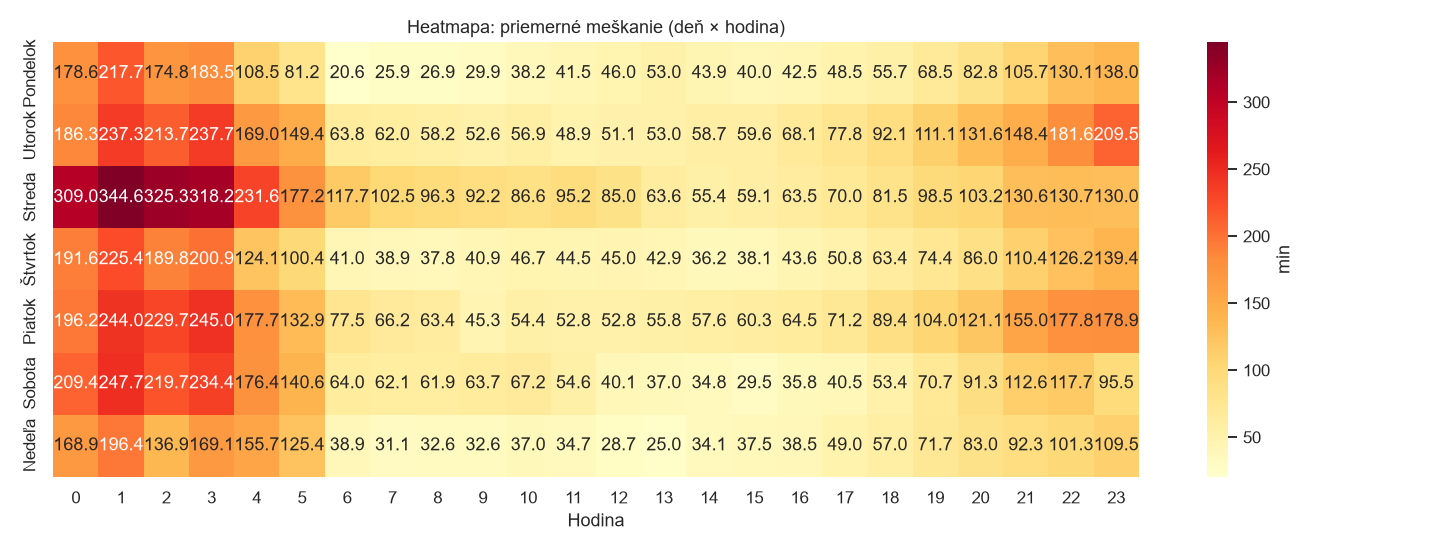 Heatmapa: priemerné meškanie (deň × hodina)
Pondelok 178.6 217.7 174.8 183.5 108.5 81.2 20.6 25.9 26.9 29.9 38.2 41.5 46.0 53.0 43.9 40.0 42.5 48.5 55.7 68.5 82.8 105.7 130.1 138.0
Utorok 186.3 237.3 213.7 237.7 169.0 149.4 63.8 62.0 58.2 52.6 56.9 48.9 51.1 53.0 58.7 59.6 68.1 77.8 92.1 111.1 131.6 148.4 181.6 209.5
Streda 309.0 344.6 325.3 318.2 231.6 177.2 117.7 102.5 96.3 92.2 86.6 95.2 85.0 63.6 55.4 59.1 63.5 70.0 81.5 98.5 103.2 130.6 130.7 130.0
Štvrtok 191.6 225.4 189.8 200.9 124.1 100.4 41.0 38.9 37.8 40.9 46.7 44.5 45.0 42.9 36.2 38.1 43.6 50.8 63.4 74.4 86.0 110.4 126.2 139.4
Piatok 196.2 244.0 229.7 245.0 177.7 132.9 77.5 66.2 63.4 45.3 54.4 52.8 52.8 55.8 57.6 60.3 64.5 71.2 89.4 104.0 121.1 155.0 177.8 178.9
Sobota 209.4 247.7 219.7 234.4 176.4 140.6 64.0 62.1 61.9 63.7 67.2 54.6 40.1 37.0 34.8 29.5 35.8 40.5 53.4 70.7 91.3 112.6 117.7 95.5
Nedeľa 168.9 196.4 136.9 169.1 155.7 125.4 38.9 31.1 32.6 32.6 37.0 34.7 28.7 25.0 34.1 37.5 38.5 49.0 57.0 71.7 83.0 92.3 101.3 109.5
0 1 2 3 4 5 6 7 8 9 10 11 12 13 14 15 16 17 18 19 20 21 22 23
Hodina
300
250
200
150
100
50
min